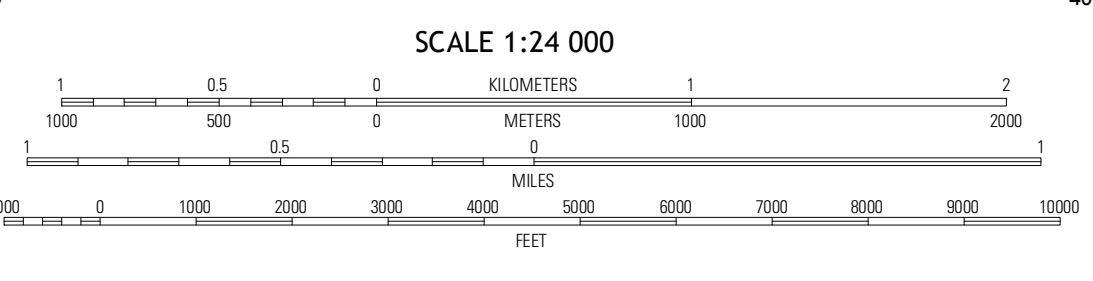 SCALE 1:24 000
1 0.5 0 KILOMETERS 1 2
1000 500 0 METERS 1000 2000
1 0.5 0 1
MILES
0 1000 2000 3000 4000 5000 6000 7000 8000 9000 10000
FEET